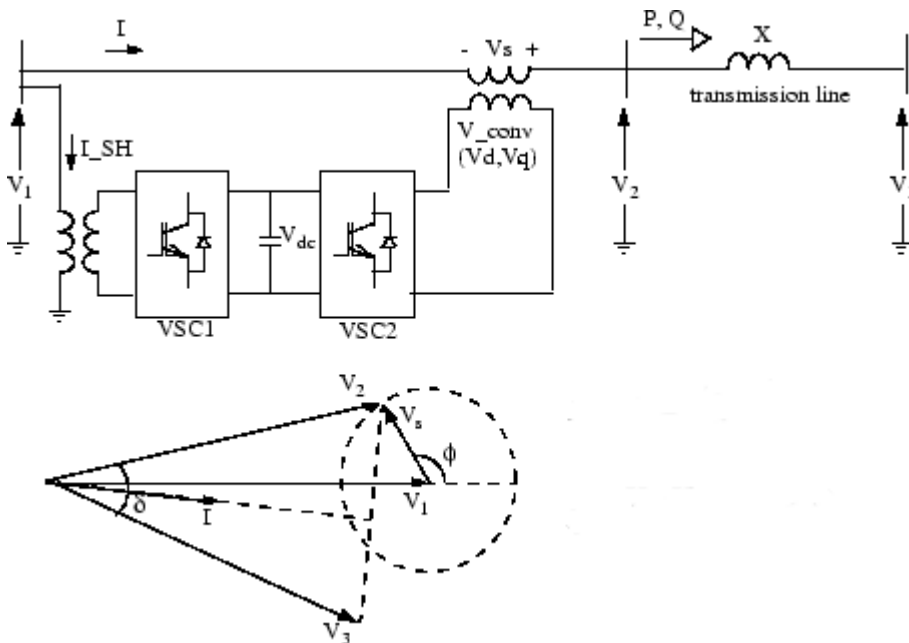 I
- Vs +
P, Q
X
transmission line
V_conv
(Vd,Vq)
I_SH
V1
V2
V
Vdc
VSC1
VSC2
V2
Vs
ϕ
V1
δ
I
V3